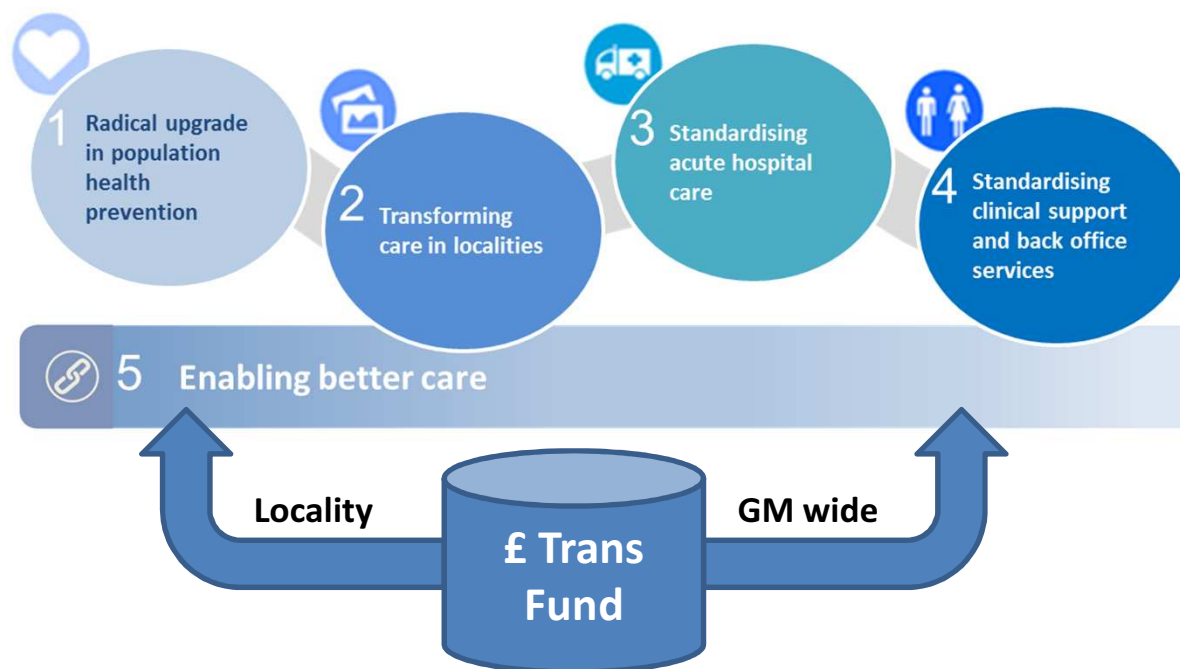 1
Radical upgrade
in population
health
prevention
2
Transforming
care in localities
3
Standardising
acute hospital
care
4
Standardising
clinical support
and back office
services
5 Enabling better care
Locality
£ Trans
Fund
GM wide